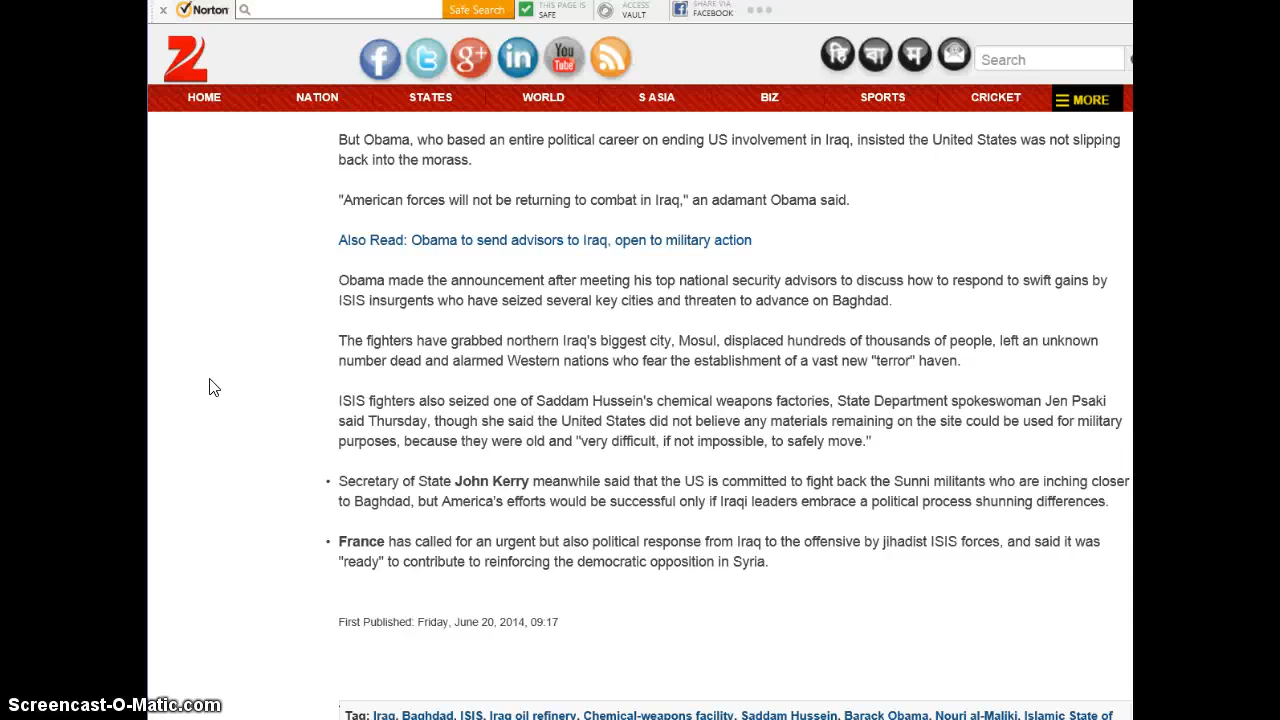 Norton Safe Search THIS PAGE IS SAFE ACCESS VAULT SHARE VIA FACEBOOK
Z f t g+ in You Tube हि बा म Search
HOME NATION STATES WORLD S ASIA BIZ SPORTS CRICKET MORE
But Obama, who based an entire political career on ending US involvement in Iraq, insisted the United States was not slipping
back into the morass.
"American forces will not be returning to combat in Iraq," an adamant Obama said.
Also Read: Obama to send advisors to Iraq, open to military action
Obama made the announcement after meeting his top national security advisors to discuss how to respond to swift gains by
ISIS insurgents who have seized several key cities and threaten to advance on Baghdad.
The fighters have grabbed northern Iraq's biggest city, Mosul, displaced hundreds of thousands of people, left an unknown
number dead and alarmed Western nations who fear the establishment of a vast new "terror" haven.
ISIS fighters also seized one of Saddam Hussein's chemical weapons factories, State Department spokeswoman Jen Psaki
said Thursday, though she said the United States did not believe any materials remaining on the site could be used for military
purposes, because they were old and "very difficult, if not impossible, to safely move."
• Secretary of State John Kerry meanwhile said that the US is committed to fight back the Sunni militants who are inching closer
to Baghdad, but America's efforts would be successful only if Iraqi leaders embrace a political process shunning differences.
• France has called for an urgent but also political response from Iraq to the offensive by jihadist ISIS forces, and said it was
"ready" to contribute to reinforcing the democratic opposition in Syria.
First Published: Friday, June 20, 2014, 09:17
Tag: Iraq, Baghdad, ISIS, Iraq oil refinery, Chemical-weapons facility, Saddam Hussein, Barack Obama, Nouri al-Maliki, Islamic State of
Screencast-O-Matic.com